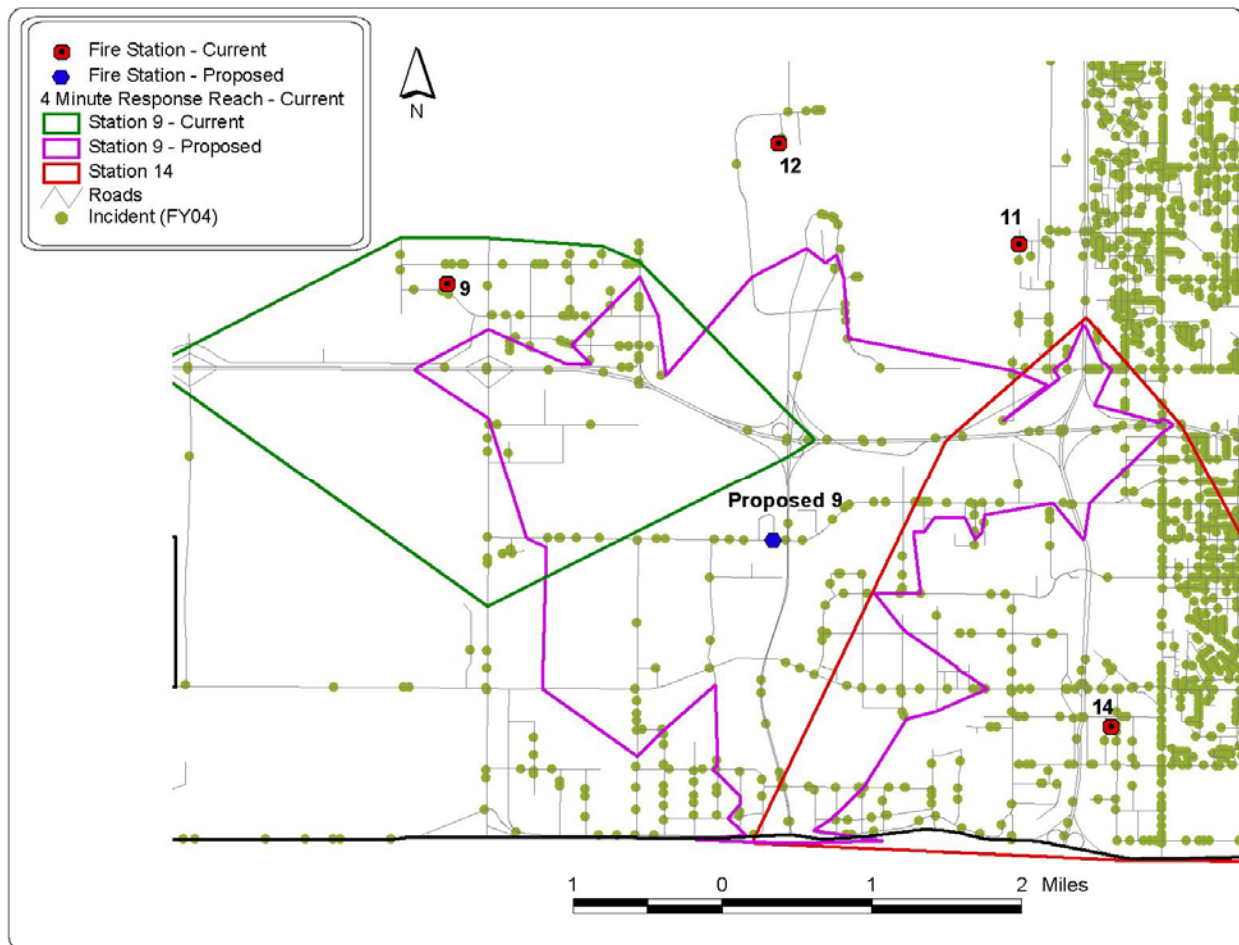 Fire Station - Current
Fire Station - Proposed
4 Minute Response Reach - Current
Station 9 - Current
Station 9 - Proposed
Station 14
Roads
Incident (FY04)
N
12
11
9
Proposed 9
14
1 0 1 2 Miles